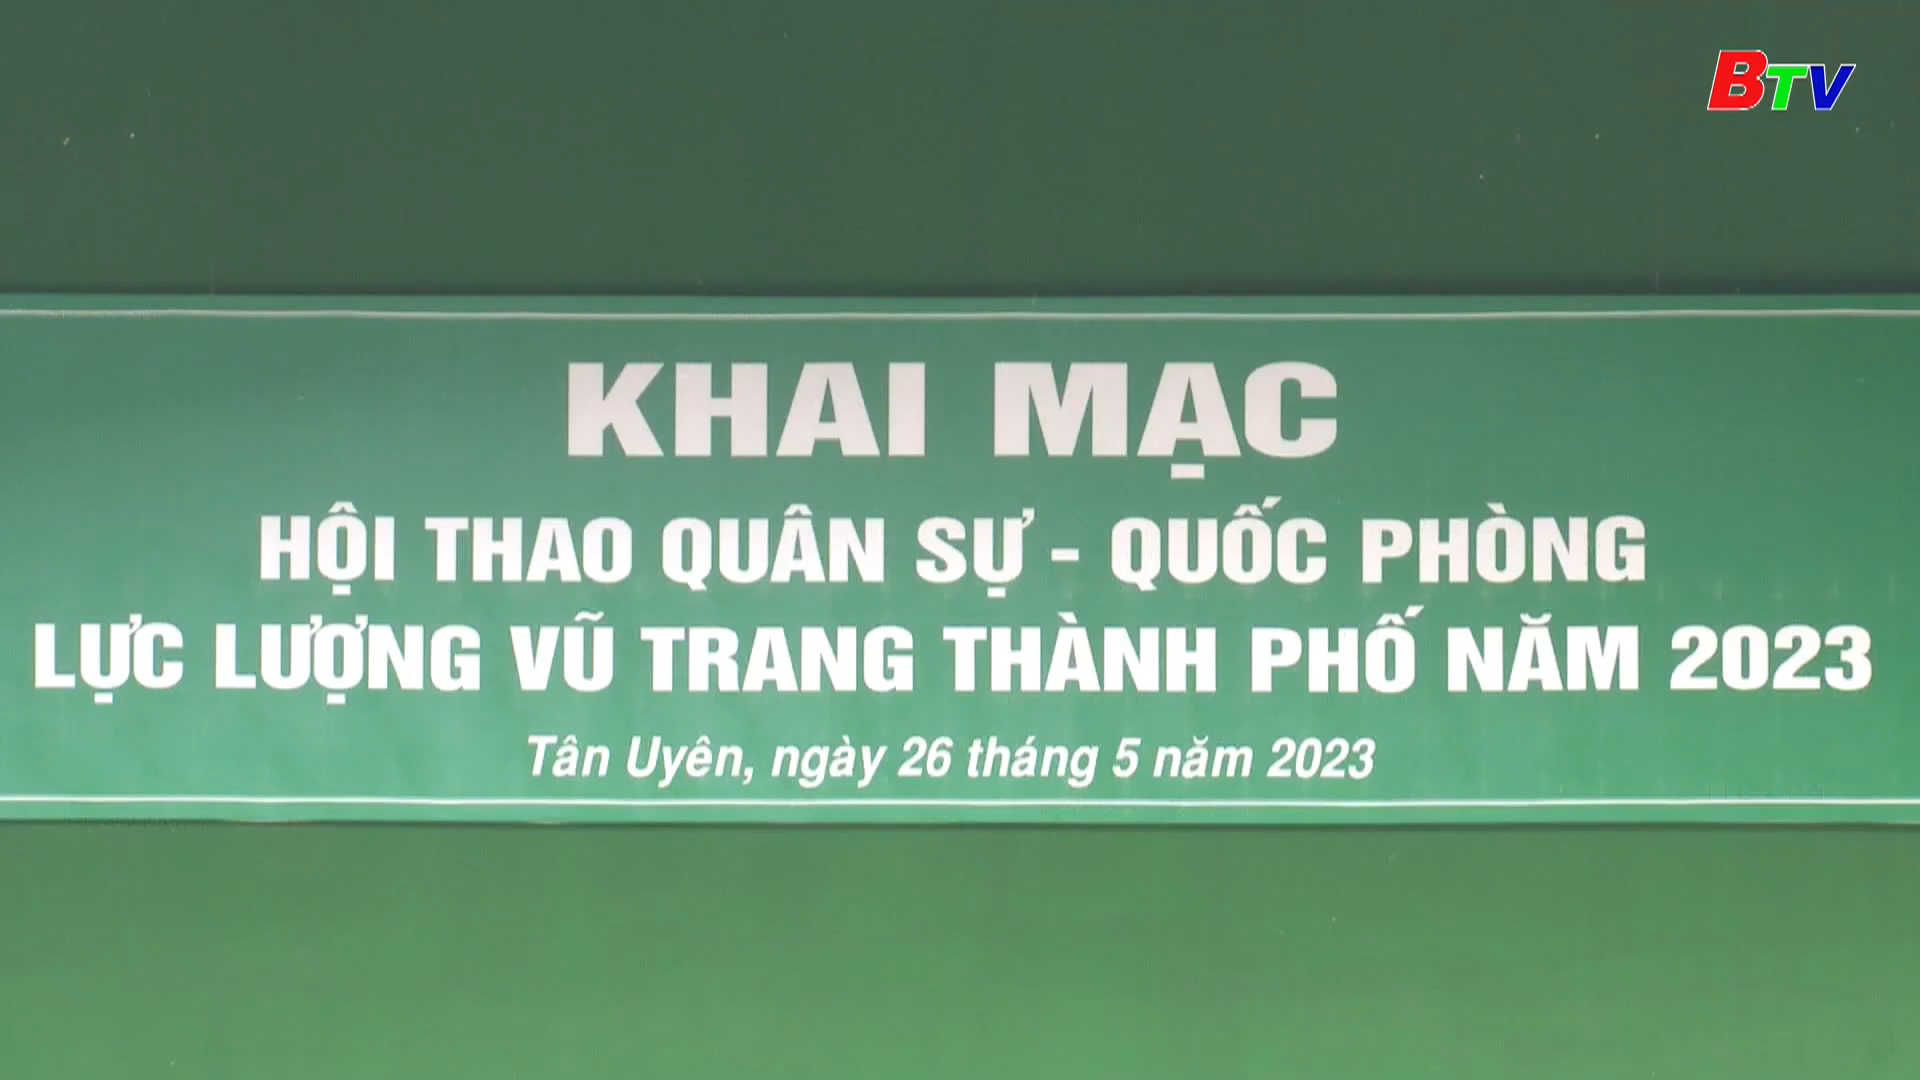 BTV
KHAI MẠC
HỘI THAO QUÂN SỰ - QUỐC PHÒNG
LỰC LƯỢNG VŨ TRANG THÀNH PHỐ NĂM 2023
Tân Uyên, ngày 26 tháng 5 năm 2023